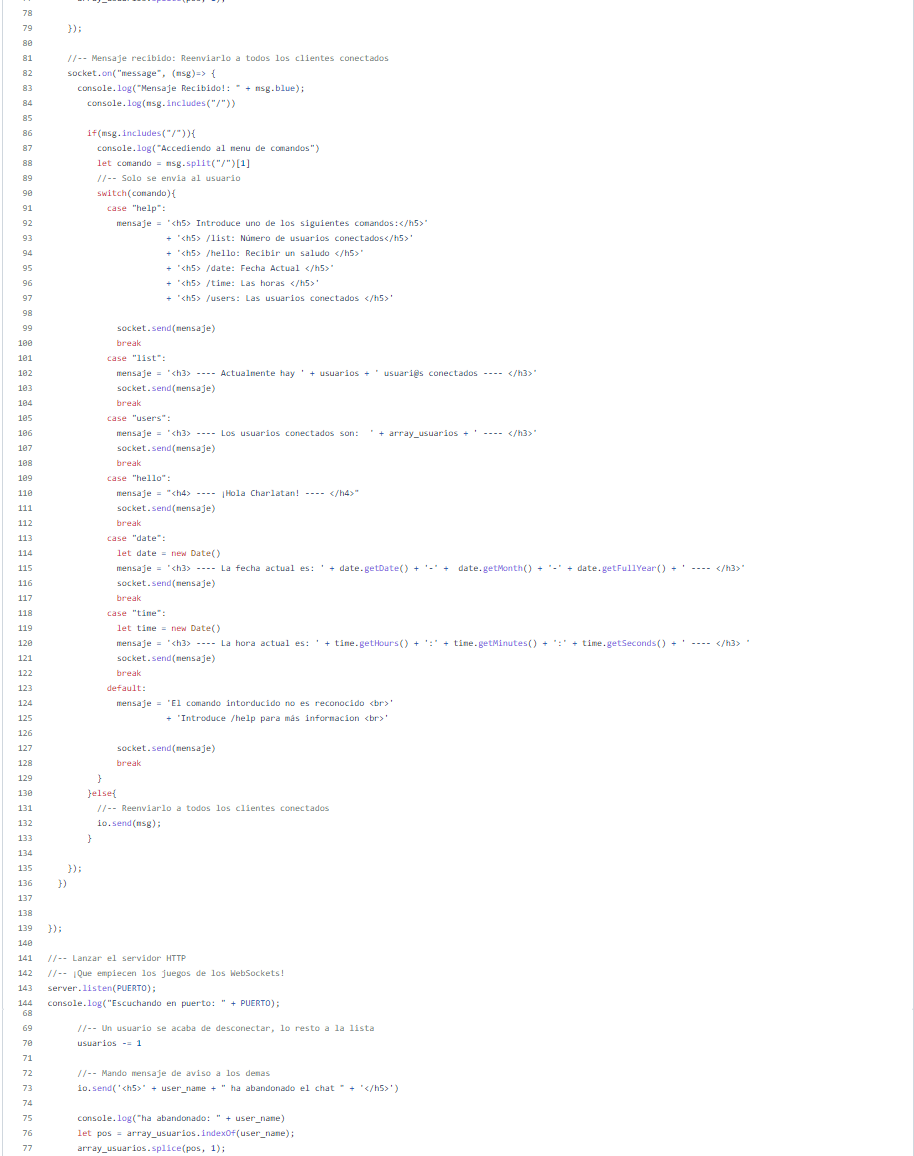 77 array_usuarios.splice(pos, 1);
78
79 });
80
81 //-- Mensaje recibido: Reenviarlo a todos los clientes conectados
82 socket.on("message", (msg)=> {
83 console.log("Mensaje Recibido!: " + msg.blue);
84 console.log(msg.includes("/"))
85
86 if(msg.includes("/")){
87 console.log("Accediendo al menu de comandos")
88 let comando = msg.split("/")[1]
89 //-- Solo se envia al usuario
90 switch(comando){
91 case "help":
92 mensaje = '<h5> Introduce uno de los siguientes comandos:</h5>'
93 + '<h5> /list: Número de usuarios conectados</h5>'
94 + '<h5> /hello: Recibir un saludo </h5>'
95 + '<h5> /date: Fecha Actual </h5>'
96 + '<h5> /time: Las horas </h5>'
97 + '<h5> /users: Las usuarios conectados </h5>'
98
99 socket.send(mensaje)
100 break
101 case "list":
102 mensaje = '<h3> ---- Actualmente hay ' + usuarios + ' usuari@s conectados ---- </h3>'
103 socket.send(mensaje)
104 break
105 case "users":
106 mensaje = '<h3> ---- Los usuarios conectados son:  ' + array_usuarios + ' ---- </h3>'
107 socket.send(mensaje)
108 break
109 case "hello":
110 mensaje = "<h4> ---- ¡Hola Charlatan! ---- </h4>"
111 socket.send(mensaje)
112 break
113 case "date":
114 let date = new Date()
115 mensaje = '<h3> ---- La fecha actual es: ' + date.getDate() + '-' +  date.getMonth() + '-' + date.getFullYear() + ' ---- </h3>'
116 socket.send(mensaje)
117 break
118 case "time":
119 let time = new Date()
120 mensaje = '<h3> ---- La hora actual es: ' + time.getHours() + ':' + time.getMinutes() + ':' + time.getSeconds() + ' ---- </h3> '
121 socket.send(mensaje)
122 break
123 default:
124 mensaje = 'El comando intorducido no es reconocido <br>'
125 + 'Introduce /help para más informacion <br>'
126
127 socket.send(mensaje)
128 break
129 }
130 }else{
131 //-- Reenviarlo a todos los clientes conectados
132 io.send(msg);
133 }
134
135 });
136 })
137
138
139 });
140
141 //-- Lanzar el servidor HTTP
142 //-- ¡Que empiecen los juegos de los WebSockets!
143 server.listen(PUERTO);
144 console.log("Escuchando en puerto: " + PUERTO);
68
69 //-- Un usuario se acaba de desconectar, lo resto a la lista
70 usuarios -= 1
71
72 //-- Mando mensaje de aviso a los demas
73 io.send('<h5>' + user_name + " ha abandonado el chat " + '</h5>')
74
75 console.log("ha abandonado: " + user_name)
76 let pos = array_usuarios.indexOf(user_name);
77 array_usuarios.splice(pos, 1);